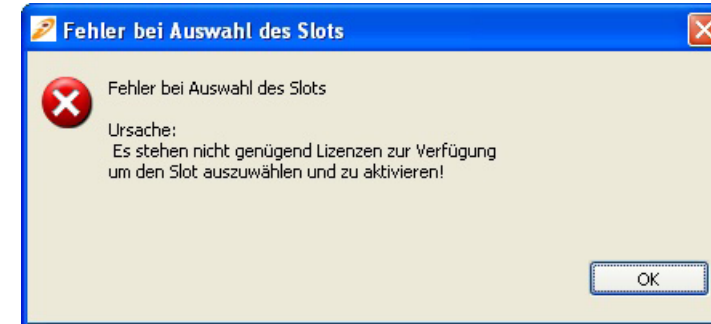 Fehler bei Auswahl des Slots
Fehler bei Auswahl des Slots
Ursache:
Es stehen nicht genügend Lizenzen zur Verfügung
um den Slot auszuwählen und zu aktivieren!
OK